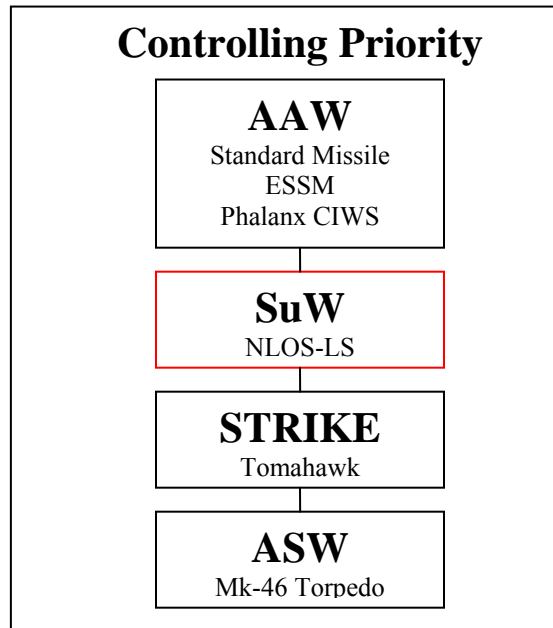 Controlling Priority
AAW
Standard Missile
ESSM
Phalanx CIWS
SuW
NLOS-LS
STRIKE
Tomahawk
ASW
Mk-46 Torpedo